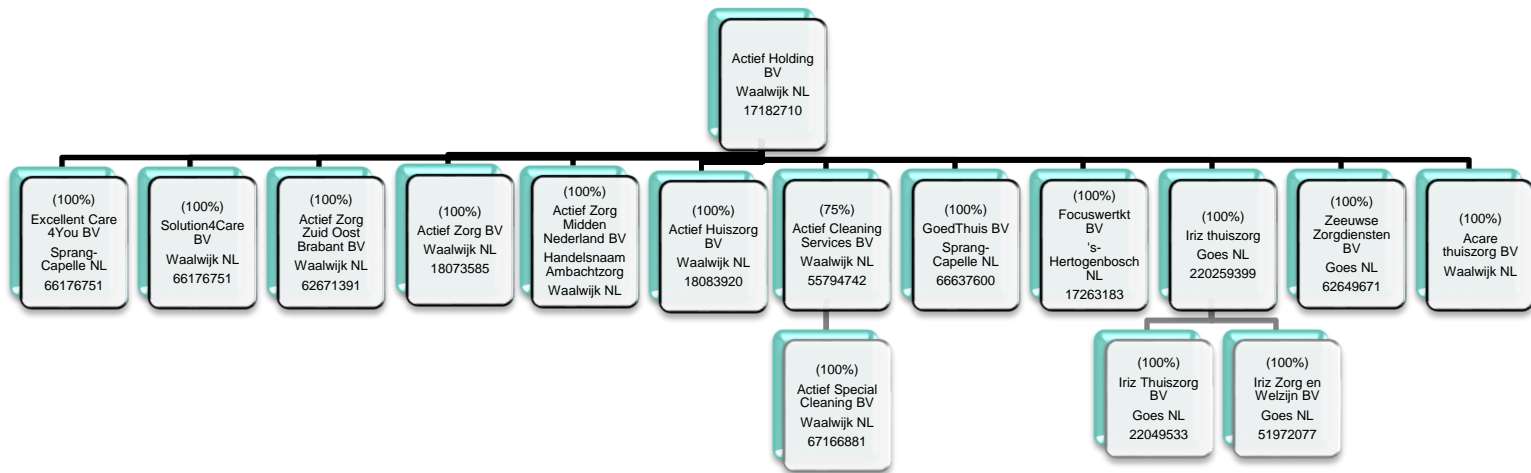 Actief Holding
BV
Waalwijk NL
17182710
(100%)
Excellent Care
4You BV
Sprang-
Capelle NL
66176751
(100%)
Solution4Care
BV
Waalwijk NL
66176751
(100%)
Actief Zorg
Zuid Oost
Brabant BV
Waalwijk NL
62671391
(100%)
Actief Zorg BV
Waalwijk NL
18073585
(100%)
Actief Zorg
Midden
Nederland BV
Handelsnaam
Ambachtzorg
Waalwijk NL
(100%)
Actief Huiszorg
BV
Waalwijk NL
18083920
(75%)
Actief Cleaning
Services BV
Waalwijk NL
55794742
(100%)
GoedThuis BV
Sprang-
Capelle NL
66637600
(100%)
Focuswertkt
BV
's-
Hertogenbosch
NL
17263183
(100%)
Iriz thuiszorg
Goes NL
220259399
(100%)
Zeeuwse
Zorgdiensten
BV
Goes NL
62649671
(100%)
Acare
thuiszorg BV
Waalwijk NL
(100%)
Actief Special
Cleaning BV
Waalwijk NL
67166881
(100%)
Iriz Thuiszorg
BV
Goes NL
22049533
(100%)
Iriz Zorg en
Welzijn BV
Goes NL
51972077